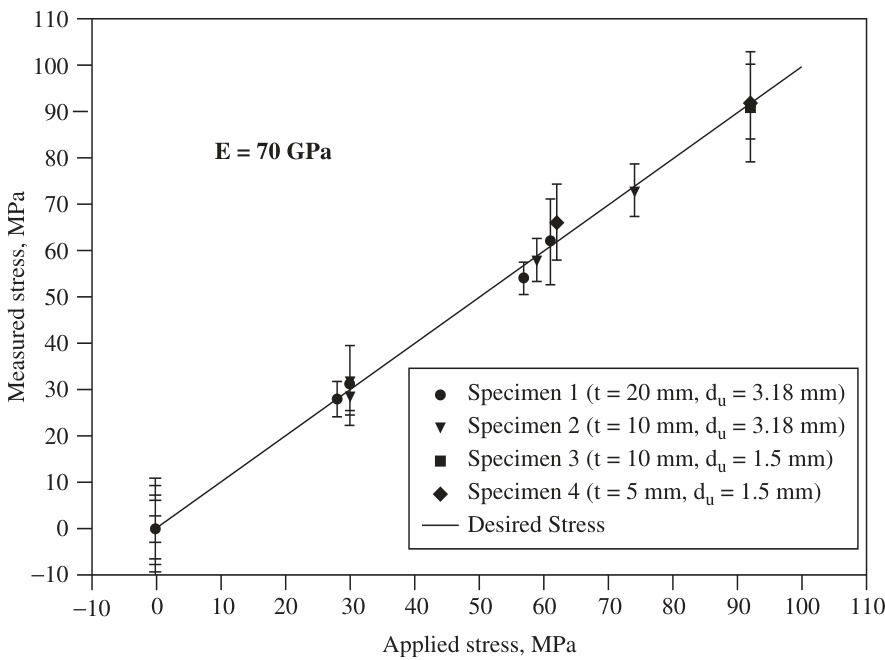 110
100
90
80
70
60
50
40
30
20
10
0
−10
Measured stress, MPa
E = 70 GPa
Specimen 1 (t = 20 mm, du = 3.18 mm)
Specimen 2 (t = 10 mm, du = 3.18 mm)
Specimen 3 (t = 10 mm, du = 1.5 mm)
Specimen 4 (t = 5 mm, du = 1.5 mm)
Desired Stress
−10 0 10 20 30 40 50 60 70 80 90 100 110
Applied stress, MPa